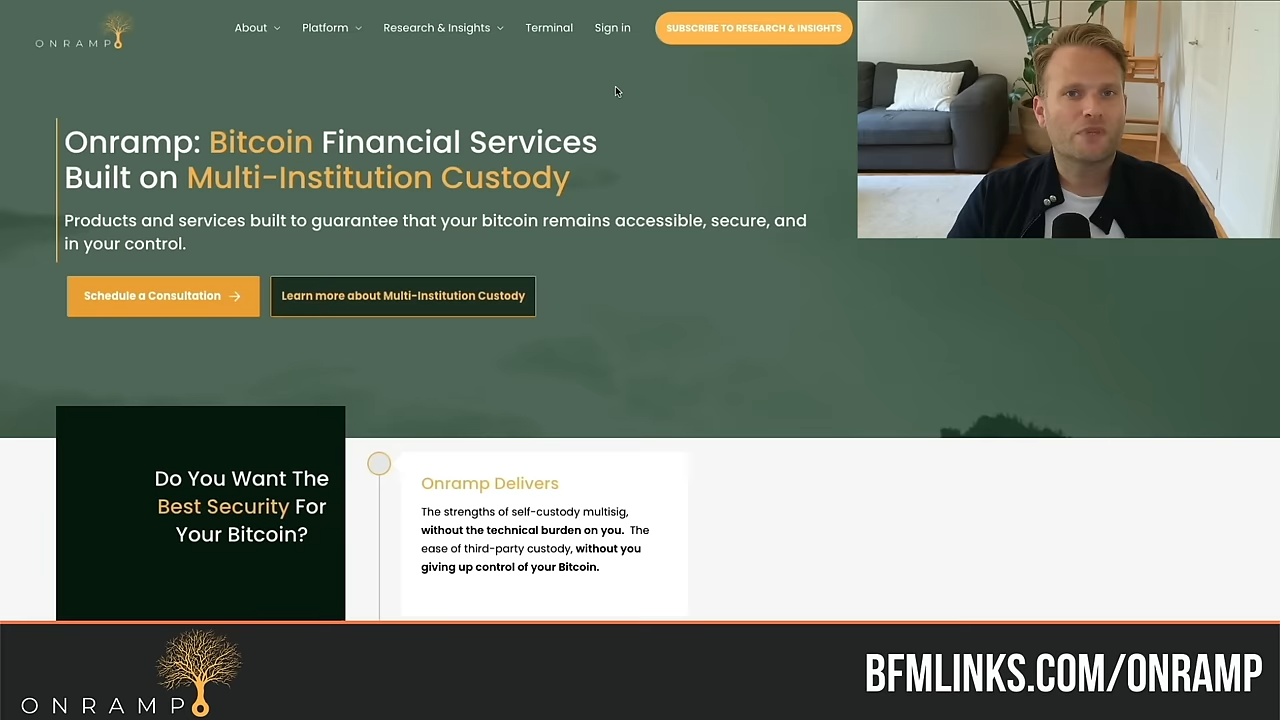 ONRAMP
About
Platform
Research & Insights
Terminal
Sign in
SUBSCRIBE TO RESEARCH & INSIGHTS
Onramp: Bitcoin Financial Services
Built on Multi-Institution Custody
Products and services built to guarantee that your bitcoin remains accessible, secure, and
in your control.
Schedule a Consultation
Learn more about Multi-Institution Custody
Do You Want The
Best Security For
Your Bitcoin?
Onramp Delivers
The strengths of self-custody multisig,
without the technical burden on you. The
ease of third-party custody, without you
giving up control of your Bitcoin.
ONRAMP
BFMLINKS.COM/ONRAMP